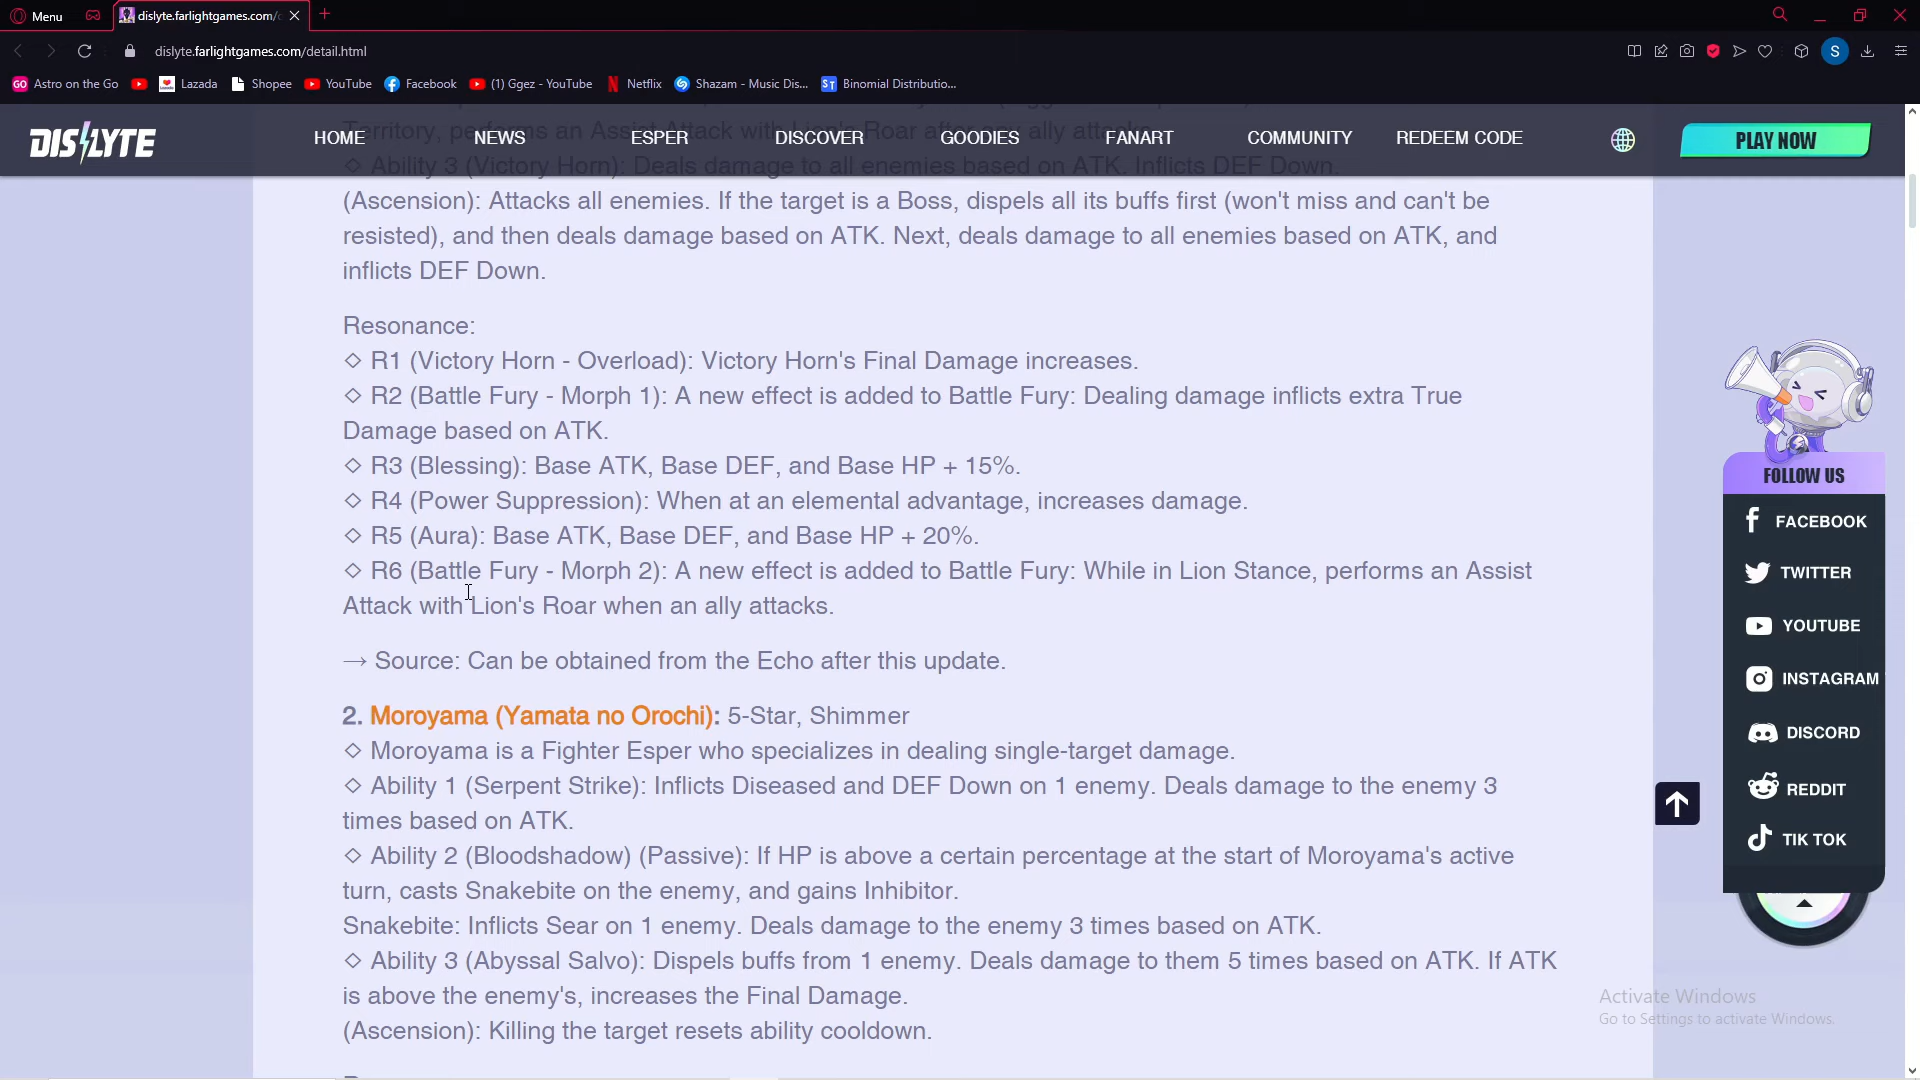 Menu
dislyte.farlightgames.com/
dislyte.farlightgames.com/detail.html
S
GO Astro on the Go
Lazada
Shopee
YouTube
Facebook
(1) Ggez - YouTube
Netflix
Shazam - Music Dis...
ST Binomial Distributio...
DISLYTE
HOME
NEWS
ESPER
DISCOVER
GOODIES
FANART
COMMUNITY
REDEEM CODE
PLAY NOW
Territory, performs an Assist Attack with Lion's Roar after any ally attacks.
◇ Ability 3 (Victory Horn): Deals damage to all enemies based on ATK. Inflicts DEF Down.
(Ascension): Attacks all enemies. If the target is a Boss, dispels all its buffs first (won't miss and can't be
resisted), and then deals damage based on ATK. Next, deals damage to all enemies based on ATK, and
inflicts DEF Down.
Resonance:
◇ R1 (Victory Horn - Overload): Victory Horn's Final Damage increases.
◇ R2 (Battle Fury - Morph 1): A new effect is added to Battle Fury: Dealing damage inflicts extra True
Damage based on ATK.
◇ R3 (Blessing): Base ATK, Base DEF, and Base HP + 15%.
◇ R4 (Power Suppression): When at an elemental advantage, increases damage.
◇ R5 (Aura): Base ATK, Base DEF, and Base HP + 20%.
◇ R6 (Battle Fury - Morph 2): A new effect is added to Battle Fury: While in Lion Stance, performs an Assist
Attack with Lion's Roar when an ally attacks.
→ Source: Can be obtained from the Echo after this update.
2. Moroyama (Yamata no Orochi): 5-Star, Shimmer
◇ Moroyama is a Fighter Esper who specializes in dealing single-target damage.
◇ Ability 1 (Serpent Strike): Inflicts Diseased and DEF Down on 1 enemy. Deals damage to the enemy 3
times based on ATK.
◇ Ability 2 (Bloodshadow) (Passive): If HP is above a certain percentage at the start of Moroyama's active
turn, casts Snakebite on the enemy, and gains Inhibitor.
Snakebite: Inflicts Sear on 1 enemy. Deals damage to the enemy 3 times based on ATK.
◇ Ability 3 (Abyssal Salvo): Dispels buffs from 1 enemy. Deals damage to them 5 times based on ATK. If ATK
is above the enemy's, increases the Final Damage.
(Ascension): Killing the target resets ability cooldown.
FOLLOW US
FACEBOOK
TWITTER
YOUTUBE
INSTAGRAM
DISCORD
REDDIT
TIK TOK
Activate Windows
Go to Settings to activate Windows.